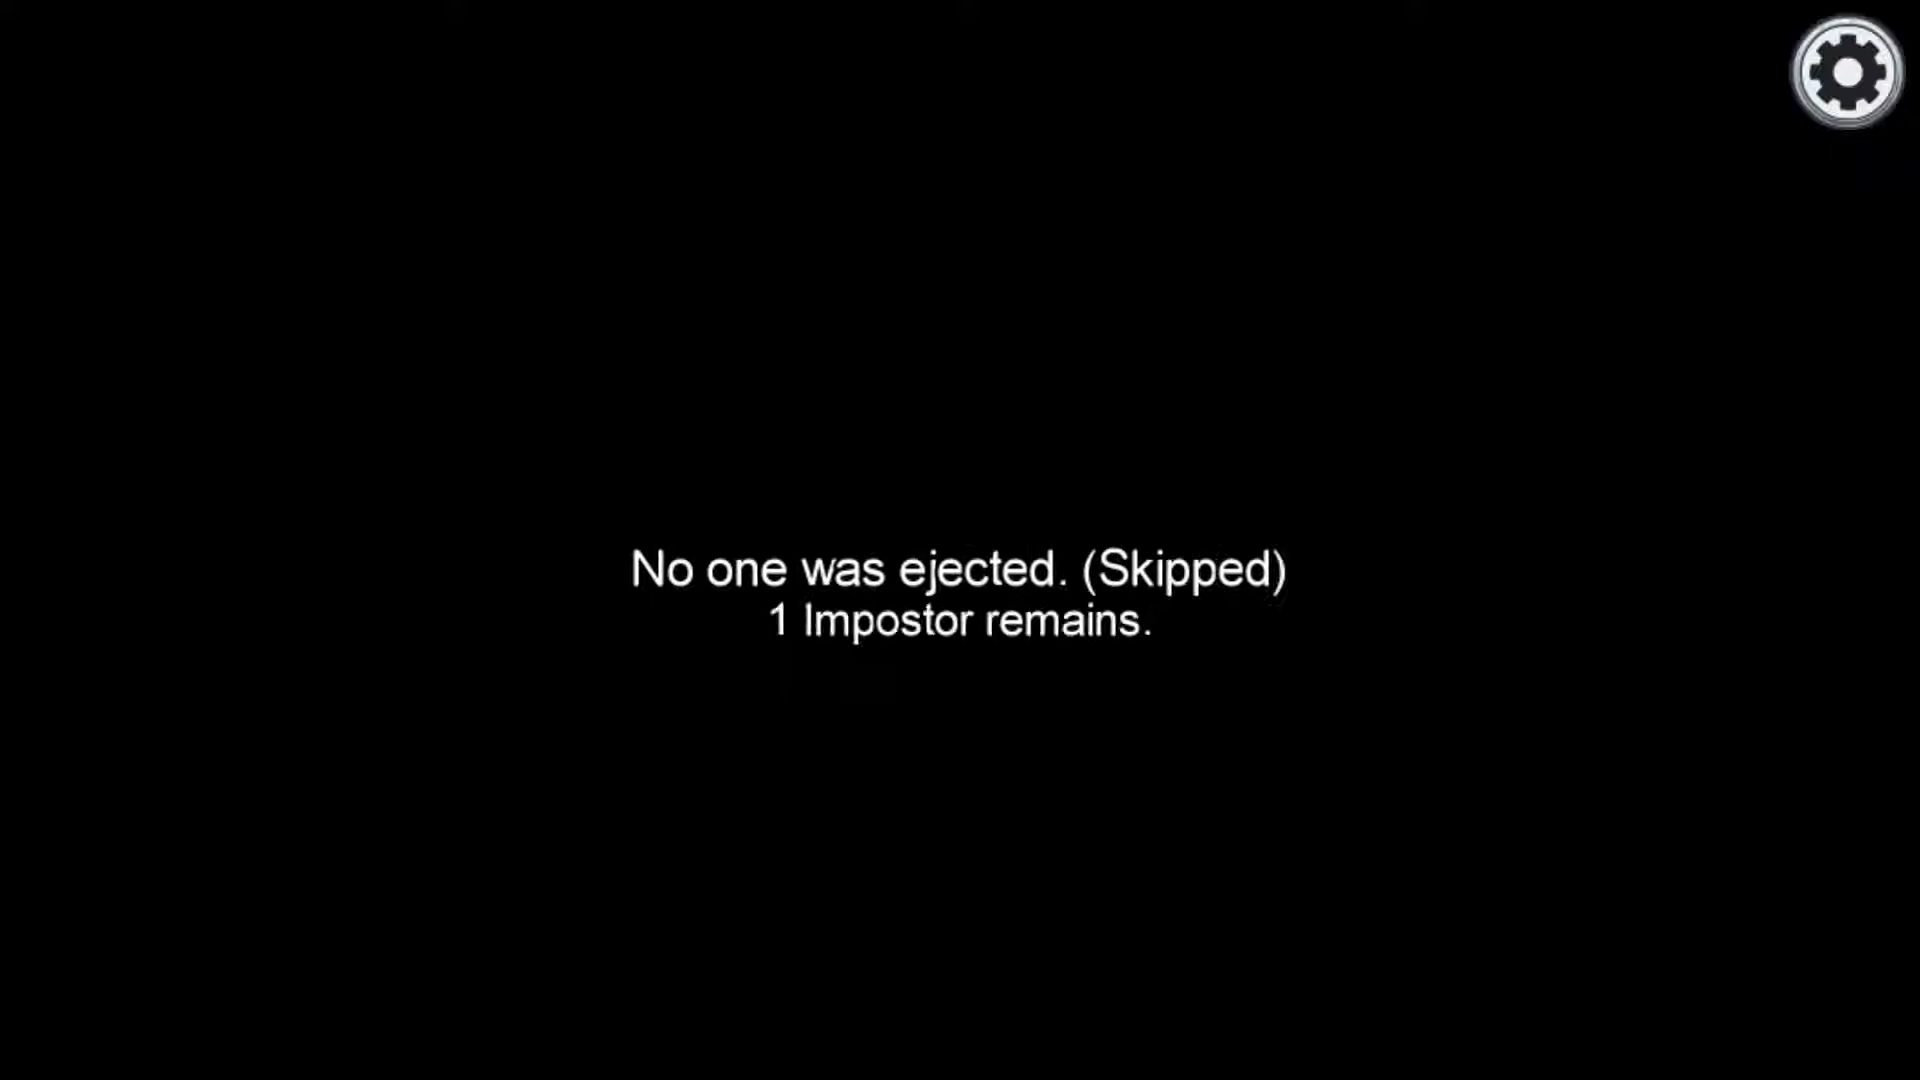 No one was ejected. (Skipped)
1 Impostor remains.